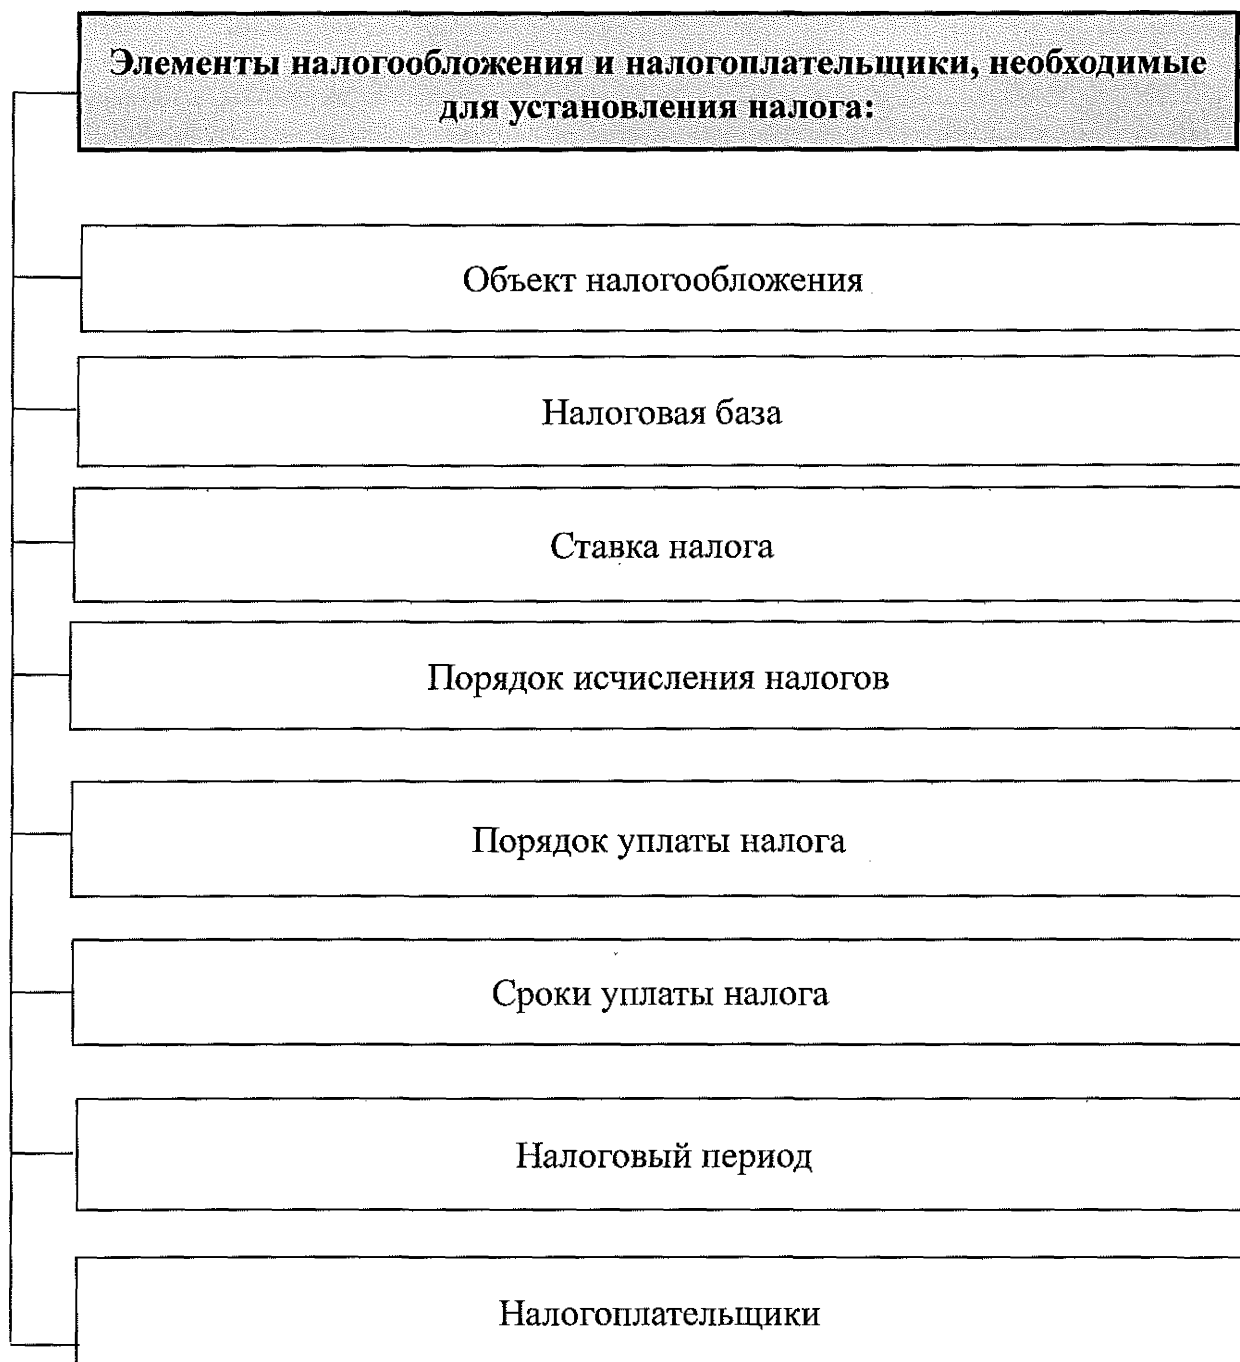 Элементы налогообложения и налогоплательщики, необходимые
для установления налога:
Объект налогообложения
Налоговая база
Ставка налога
Порядок исчисления налогов
Порядок уплаты налога
Сроки уплаты налога
Налоговый период
Налогоплательщики